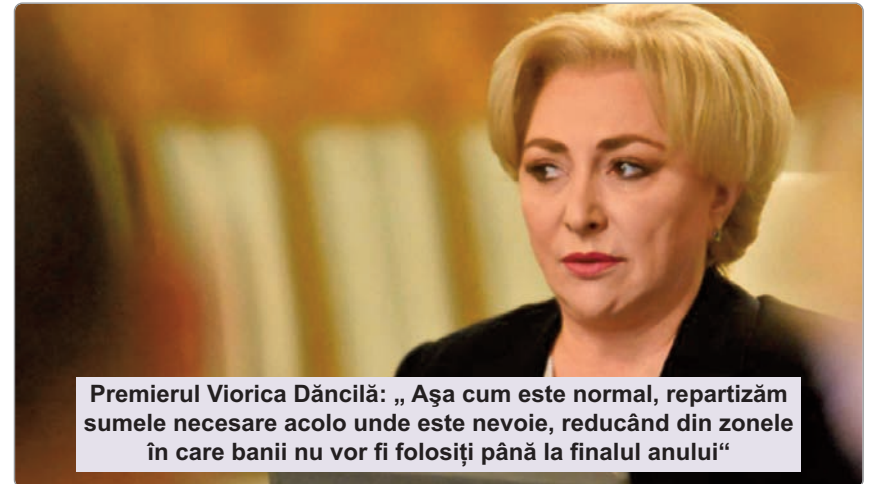 Premierul Viorica Dăncilă: „ Aşa cum este normal, repartizăm
sumele necesare acolo unde este nevoie, reducând din zonele
în care banii nu vor fi folosiți până la finalul anului“